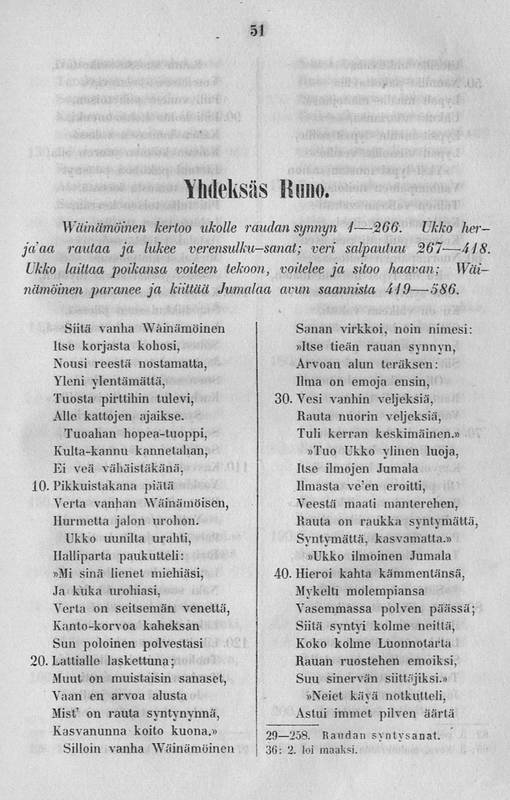 51
Yhdeksäs Runo.
Wäinämöinen kertoo ukolle raudan synnyn 1—266. Ukko her-
ja'aa rautaa ja lukee verensulku-sanat; veri salpautuu 267—418.
Ukko laittaa poikansa voiteen tekoon, voitelee ja sitoo haavan; Wäi-
nämöinen paranee ja kiittää Jumalaa avun saannista 419—586.
Siitä vanha Wäinämöinen
Itse korjasta kohosi,
Nousi reestä nostamatta,
Yleni ylentämättä,
Tuosta pirttihin tulevi,
Alle kattojen ajaikse.
Tuoahan hopea-tuoppi,
Kulta-kannu kannetahan,
Ei veä vähäistäkänä,
10. Pikkuistakana piätä
Verta vanhan Wäinämöisen,
Hurmetta jalon urohon.
Ukko uunilta urahti,
Halliparta paukutteli:
»Mi sinä lienet miehiäsi,
Ja kuka urohiasi,
Verta on seitsemän venettä,
Kanto-korvoa kaheksan
Sun poloinen polvestasi
20. Lattialle laskettuna;
Muut on muistaisin sanaset,
Vaan en arvoa alusta
Mist' on rauta syntynynnä,
Kasvanunna koito kuona.»
Silloin vanha Wäinämöinen
Sanan virkkoi, noin nimesi:
»Itse tieän rauan synnyn,
Arvoan alun teräksen:
Ilma on emoja ensin,
30. Vesi vanhin veljeksiä,
Rauta nuorin veljeksiä,
Tuli kerran keskimäinen.»
»Tuo Ukko ylinen luoja,
Itse ilmojen Jumala
Ilmasta ve'en eroitti,
Veestä maati manterehen,
Rauta on raukka syntymättä,
Syntymättä, kasvamatta.»
»Ukko ilmoinen Jumala
40. Hieroi kahta kämmentänsä,
Mykelti molempiansa
Vasemmassa polven päässä;
Siitä syntyi kolme neittä,
Koko kolme Luonnotarta
Rauan ruostehen emoiksi,
Suu sinervän siittäjiksi.»
»Neiet käyä notkutteli,
Astui immet pilven äärtä
29—258. Raudan syntysanat.
36: 2. loi maaksi.